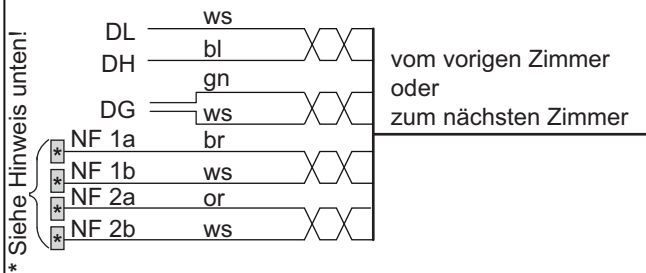 * Siehe Hinweis unten!
DL ws
DH bl
gn
DG ws
* NF 1a br
* NF 1b ws
* NF 2a or
* NF 2b ws
vom vorigen Zimmer
oder
zum nächsten Zimmer